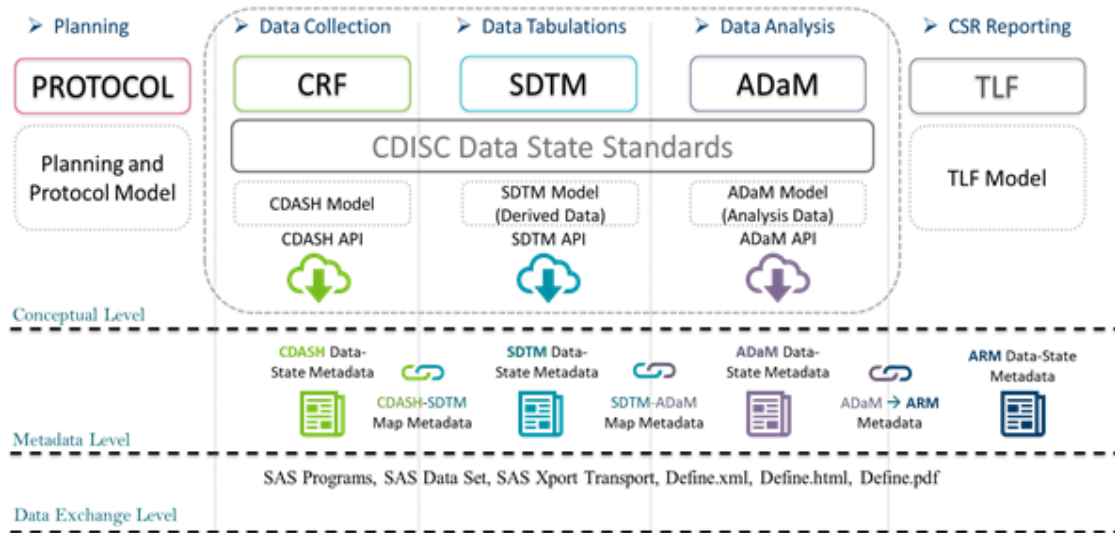 ➢ Planning
➢ Data Collection
➢ Data Tabulations
➢ Data Analysis
➢ CSR Reporting
PROTOCOL
CRF
SDTM
ADaM
TLF
CDISC Data State Standards
Planning and
Protocol Model
CDASH Model
SDTM Model
(Derived Data)
ADaM Model
(Analysis Data)
TLF Model
CDASH API
SDTM API
ADaM API
Conceptual Level
CDASH Data-
State Metadata
CDASH-SDTM
Map Metadata
SDTM Data-
State Metadata
SDTM-ADaM
Map Metadata
ADaM Data-
State Metadata
ADaM → ARM
Metadata
ARM Data-State
Metadata
Metadata Level
SAS Programs, SAS Data Set, SAS Xport Transport, Define.xml, Define.html, Define.pdf
Data Exchange Level